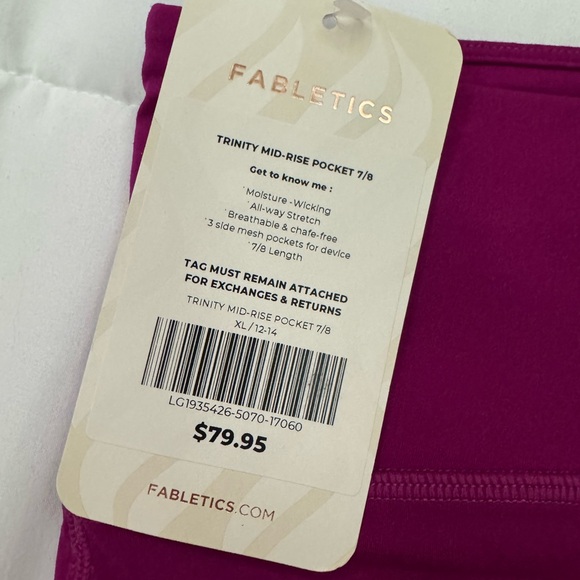 FABLETICS
TRINITY MID-RISE POCKET 7/8
Get to know me :
*Moisture -Wicking
*All-way Stretch
*Breathable & chafe-free
*3 side mesh pockets for device
*7/8 Length
TAG MUST REMAIN ATTACHED
FOR EXCHANGES & RETURNS
TRINITY MID-RISE POCKET 7/8
XL / 12-14
LG1935426-5070-17060
$79.95
FABLETICS.COM